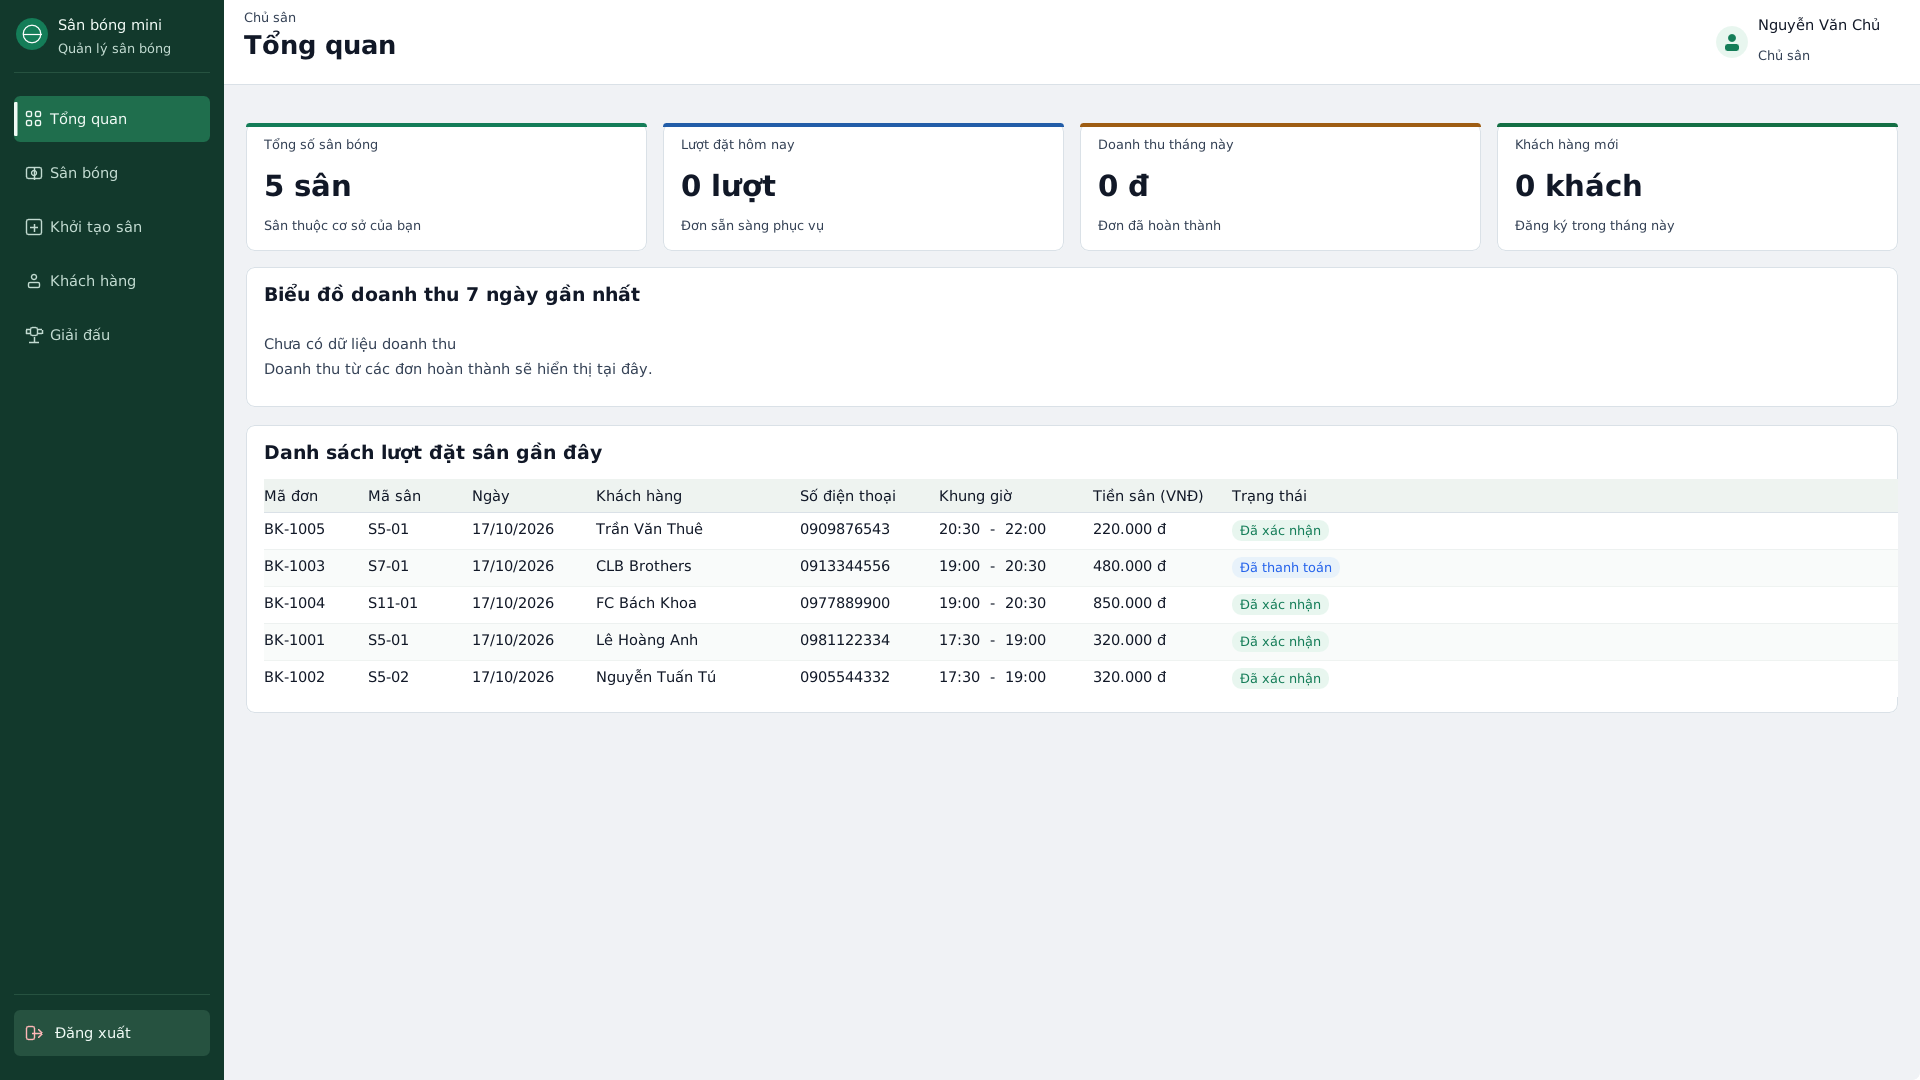 Sân bóng mini
Quản lý sân bóng
Tổng quan
Sân bóng
Khởi tạo sân
Khách hàng
Giải đấu
Đăng xuất
Chủ sân
Tổng quan
Nguyễn Văn Chủ
Chủ sân
Tổng số sân bóng
5 sân
Sân thuộc cơ sở của bạn
Lượt đặt hôm nay
0 lượt
Đơn sẵn sàng phục vụ
Doanh thu tháng này
0 đ
Đơn đã hoàn thành
Khách hàng mới
0 khách
Đăng ký trong tháng này
Biểu đồ doanh thu 7 ngày gần nhất
Chưa có dữ liệu doanh thu
Doanh thu từ các đơn hoàn thành sẽ hiển thị tại đây.
Danh sách lượt đặt sân gần đây
Mã đơn Mã sân Ngày Khách hàng Số điện thoại Khung giờ Tiền sân (VNĐ) Trạng thái
BK-1005 S5-01 17/10/2026 Trần Văn Thuê 0909876543 20:30 - 22:00 220.000 đ Đã xác nhận
BK-1003 S7-01 17/10/2026 CLB Brothers 0913344556 19:00 - 20:30 480.000 đ Đã thanh toán
BK-1004 S11-01 17/10/2026 FC Bách Khoa 0977889900 19:00 - 20:30 850.000 đ Đã xác nhận
BK-1001 S5-01 17/10/2026 Lê Hoàng Anh 0981122334 17:30 - 19:00 320.000 đ Đã xác nhận
BK-1002 S5-02 17/10/2026 Nguyễn Tuấn Tú 0905544332 17:30 - 19:00 320.000 đ Đã xác nhận